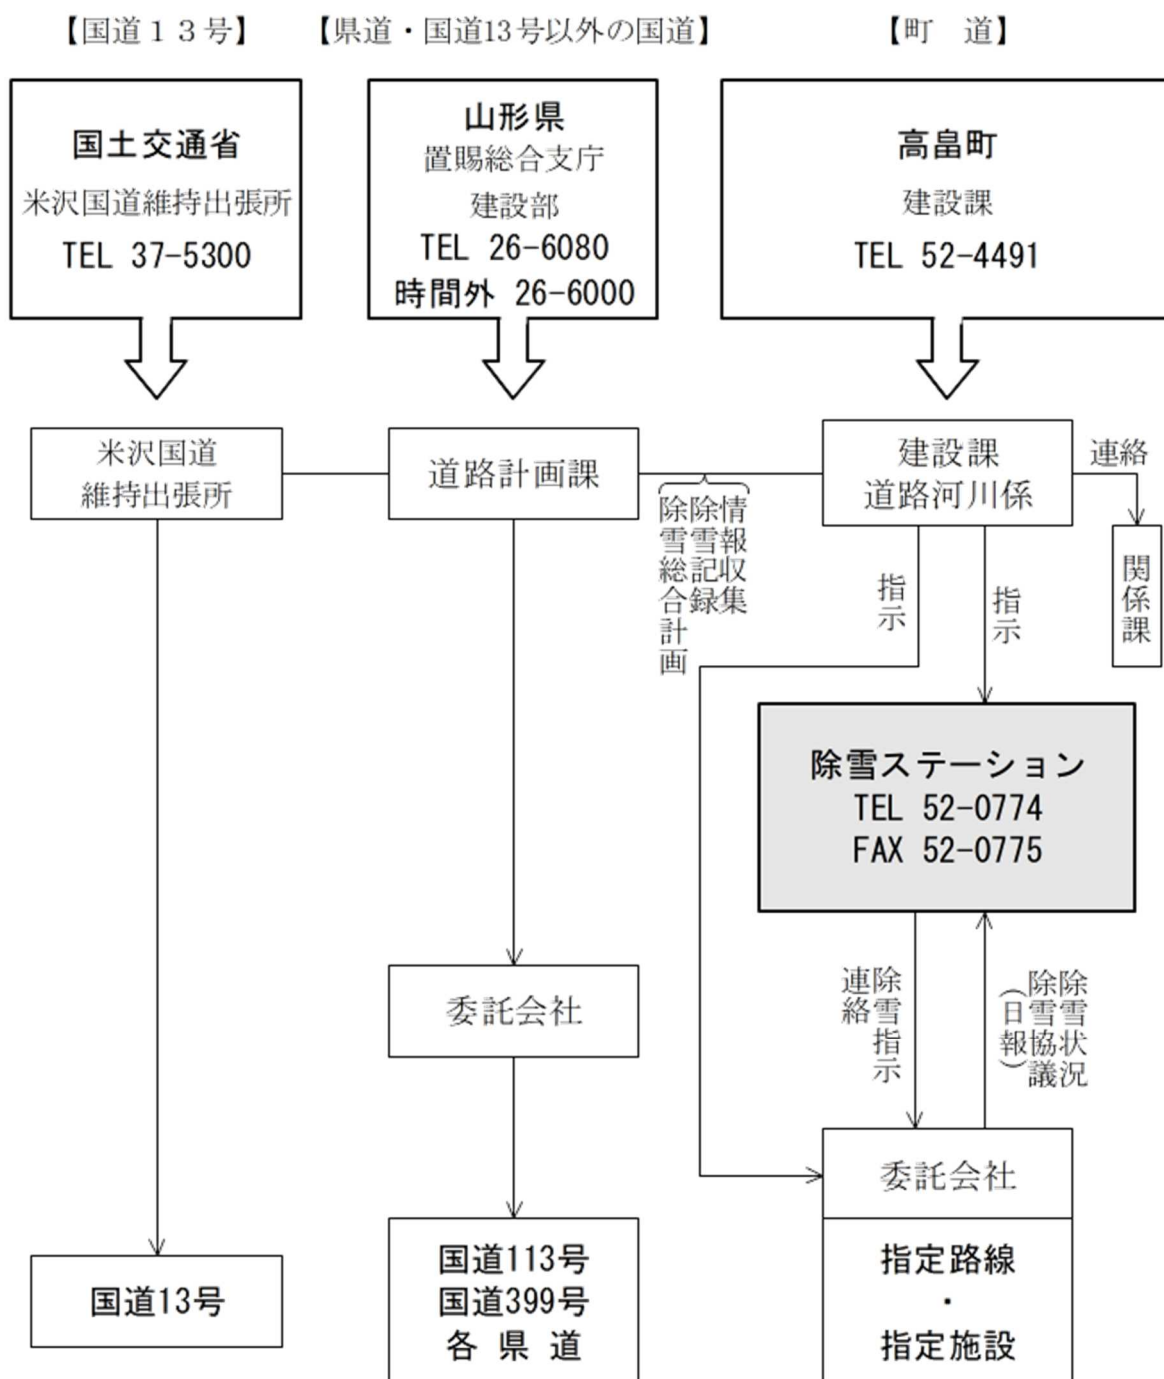 【国道１３号】
【県道・国道13号以外の国道】
【町　道】
国土交通省
米沢国道維持出張所
TEL 37-5300
山形県
置賜総合支庁
建設部
TEL 26-6080
時間外 26-6000
高畠町
建設課
TEL 52-4491
米沢国道
維持出張所
道路計画課
情報収集
除雪記録
除雪総合計画
建設課
道路河川係
連絡
関係課
指示
指示
除雪ステーション
TEL 52-0774
FAX 52-0775
除雪指示
連絡
除雪状況
除雪協議
(日報)
委託会社
委託会社
指定路線
・
指定施設
国道13号
国道113号
国道399号
各 県 道